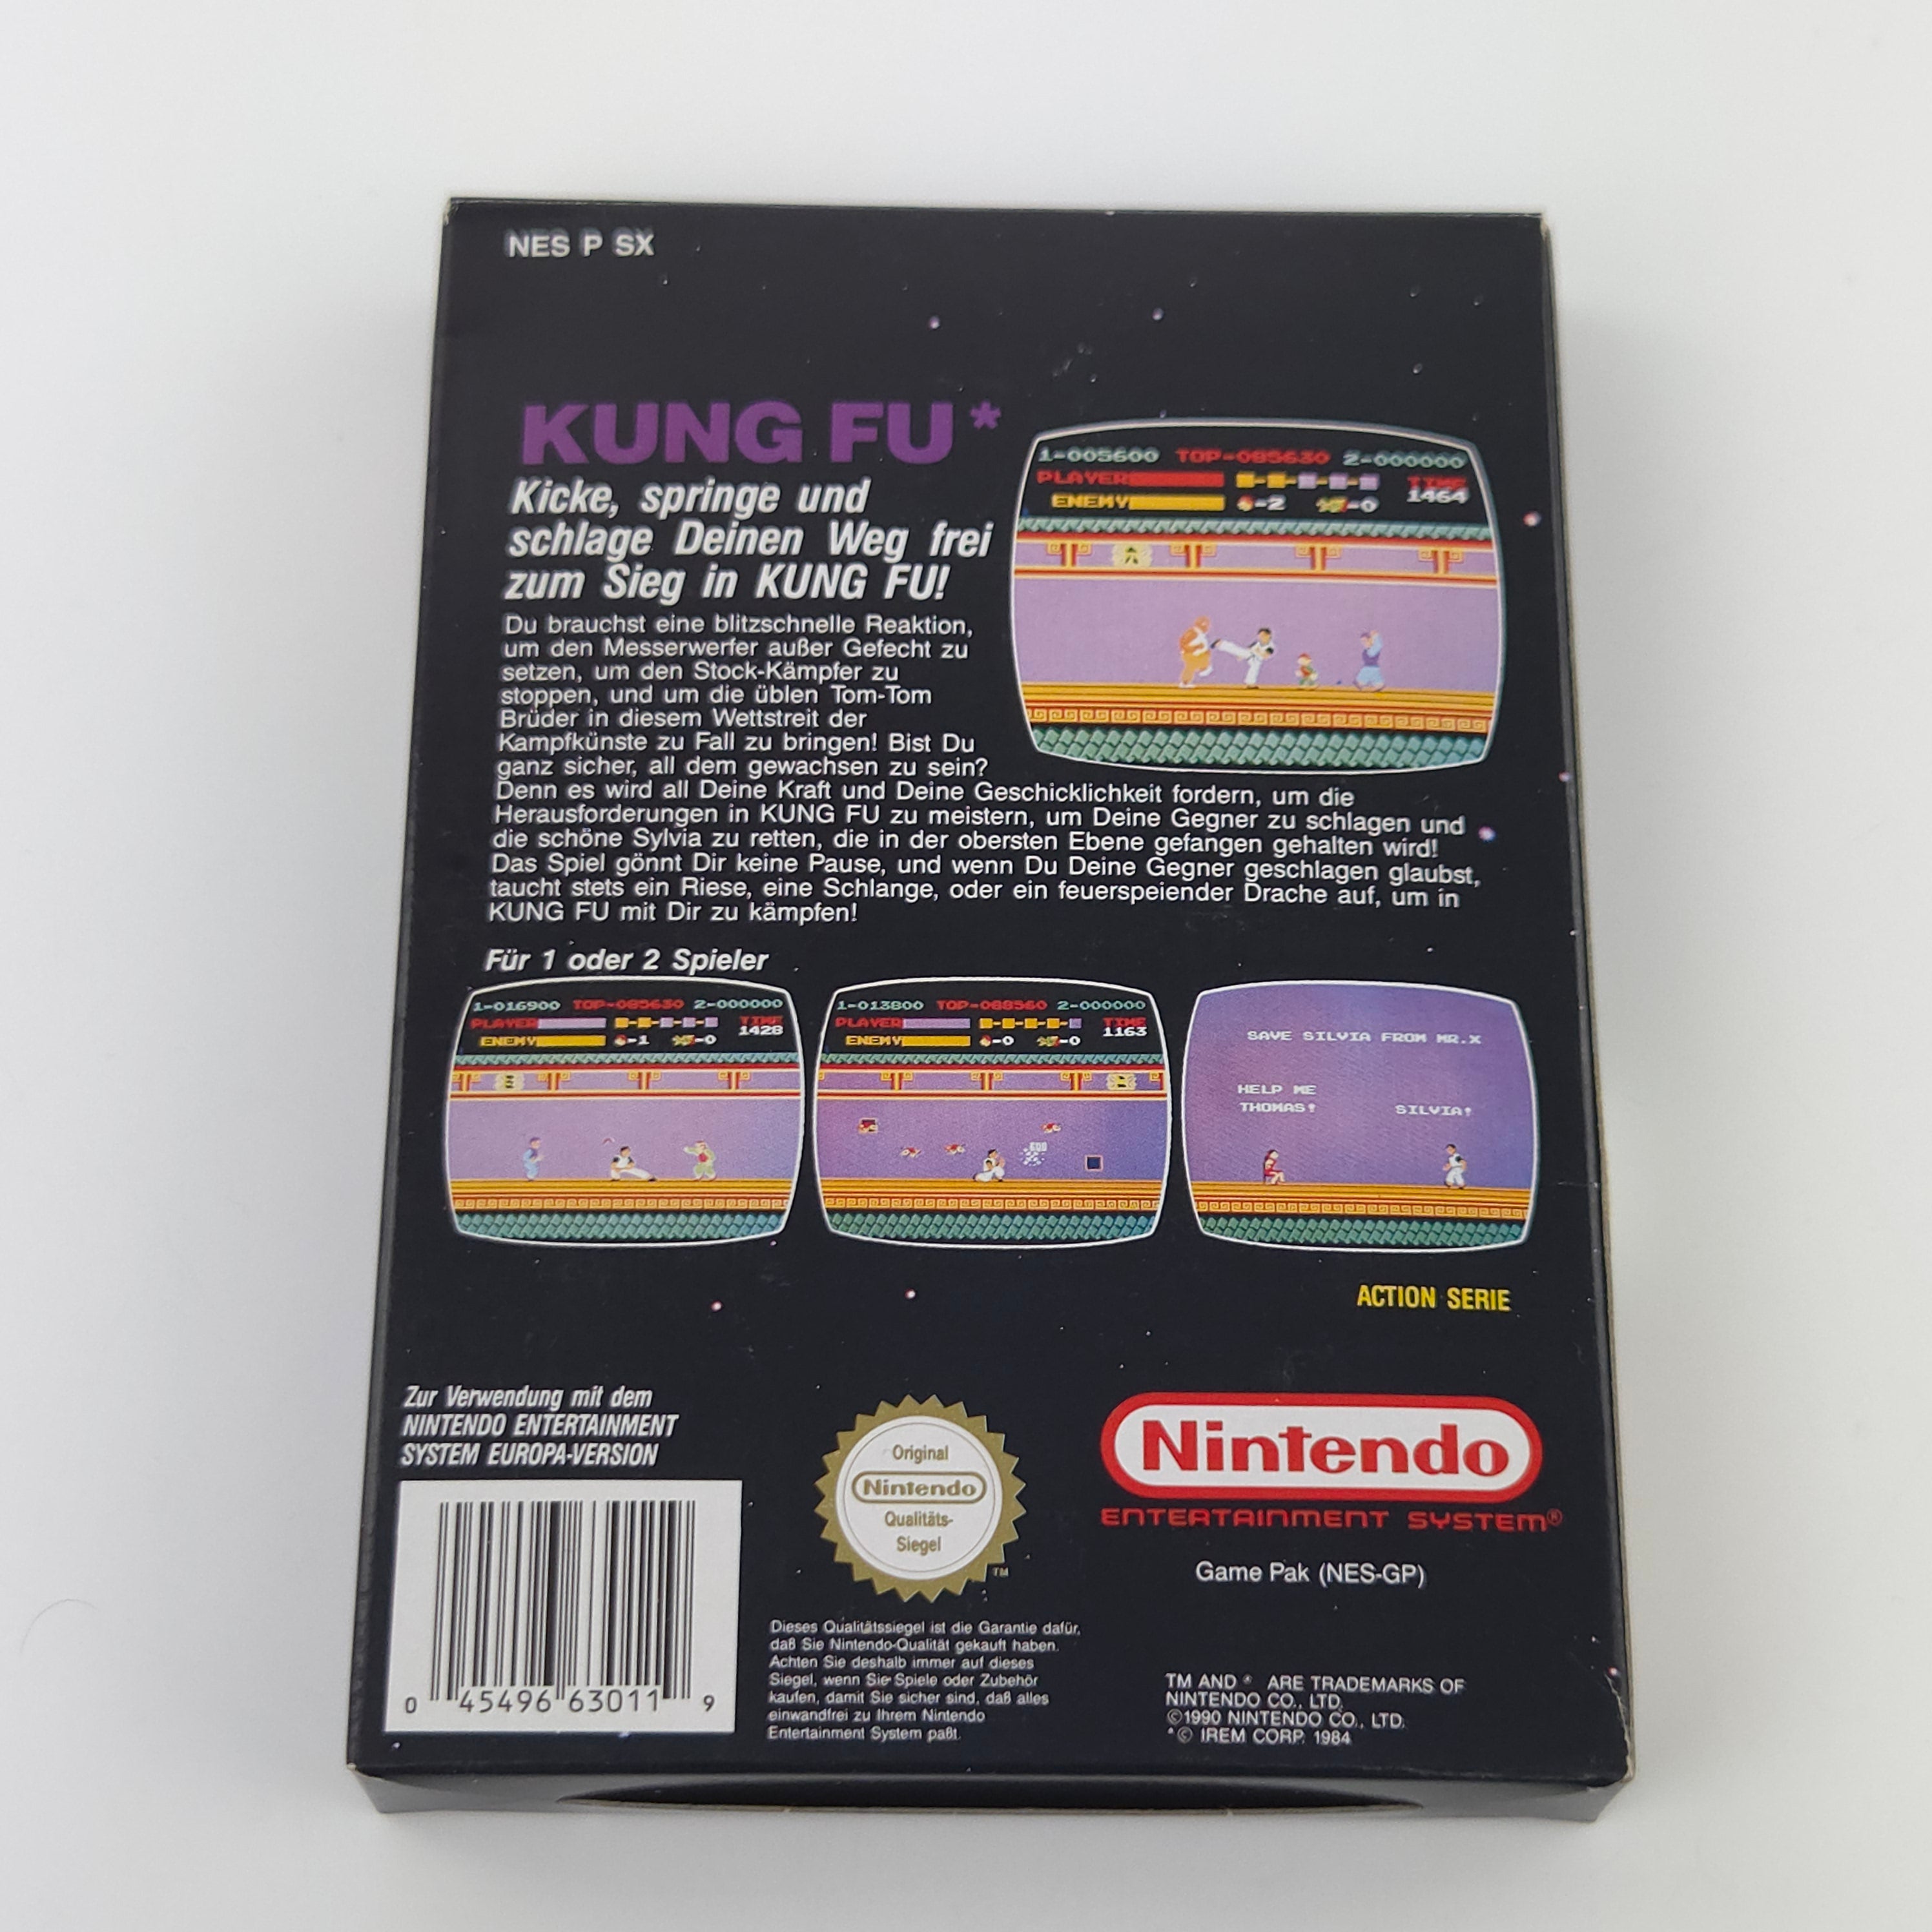 NES P SX
KUNG FU*
Kicke, springe und
schlage Deinen Weg frei
zum Sieg in KUNG FU!
Du brauchst eine blitzschnelle Reaktion,
um den Messerwerfer außer Gefecht zu
setzen, um den Stock-Kämpfer zu
stoppen, und um die üblen Tom-Tom
Brüder in diesem Wettstreit der
Kampfkünste zu Fall zu bringen! Bist Du
ganz sicher, all dem gewachsen zu sein?
Denn es wird all Deine Kraft und Deine Geschicklichkeit fordern, um die
Herausforderungen in KUNG FU zu meistern, um Deine Gegner zu schlagen und
die schöne Sylvia zu retten, die in der obersten Ebene gefangen gehalten wird!
Das Spiel gönnt Dir keine Pause, und wenn Du Deine Gegner geschlagen glaubst,
taucht stets ein Riese, eine Schlange, oder ein feuerspeiender Drache auf, um in
KUNG FU mit Dir zu kämpfen!
1-005600 TOP-085630 2-000000
PLAYER TIME
ENEMY -2 -0 1464
Für 1 oder 2 Spieler
1-016900 TOP-085630 2-000000
PLAYER TIME
ENEMY -1 -0 1428
1-013800 TOP-088560 2-000000
PLAYER TIME
ENEMY -0 -0 1163
600
SAVE SILVIA FROM MR.X
HELP ME
THOMAS! SILVIA!
ACTION SERIE
Zur Verwendung mit dem
NINTENDO ENTERTAINMENT
SYSTEM EUROPA-VERSION
0 45496 63011 9
Original
Nintendo
Qualitäts-
Siegel
TM
Dieses Qualitätssiegel ist die Garantie dafür,
daß Sie Nintendo-Qualität gekauft haben.
Achten Sie deshalb immer auf dieses
Siegel, wenn Sie Spiele oder Zubehör
kaufen, damit Sie sicher sind, daß alles
einwandfrei zu Ihrem Nintendo
Entertainment System paßt.
Nintendo
ENTERTAINMENT SYSTEM®
Game Pak (NES-GP)
TM AND ® ARE TRADEMARKS OF
NINTENDO CO., LTD.
©1990 NINTENDO CO., LTD.
*© IREM CORP. 1984